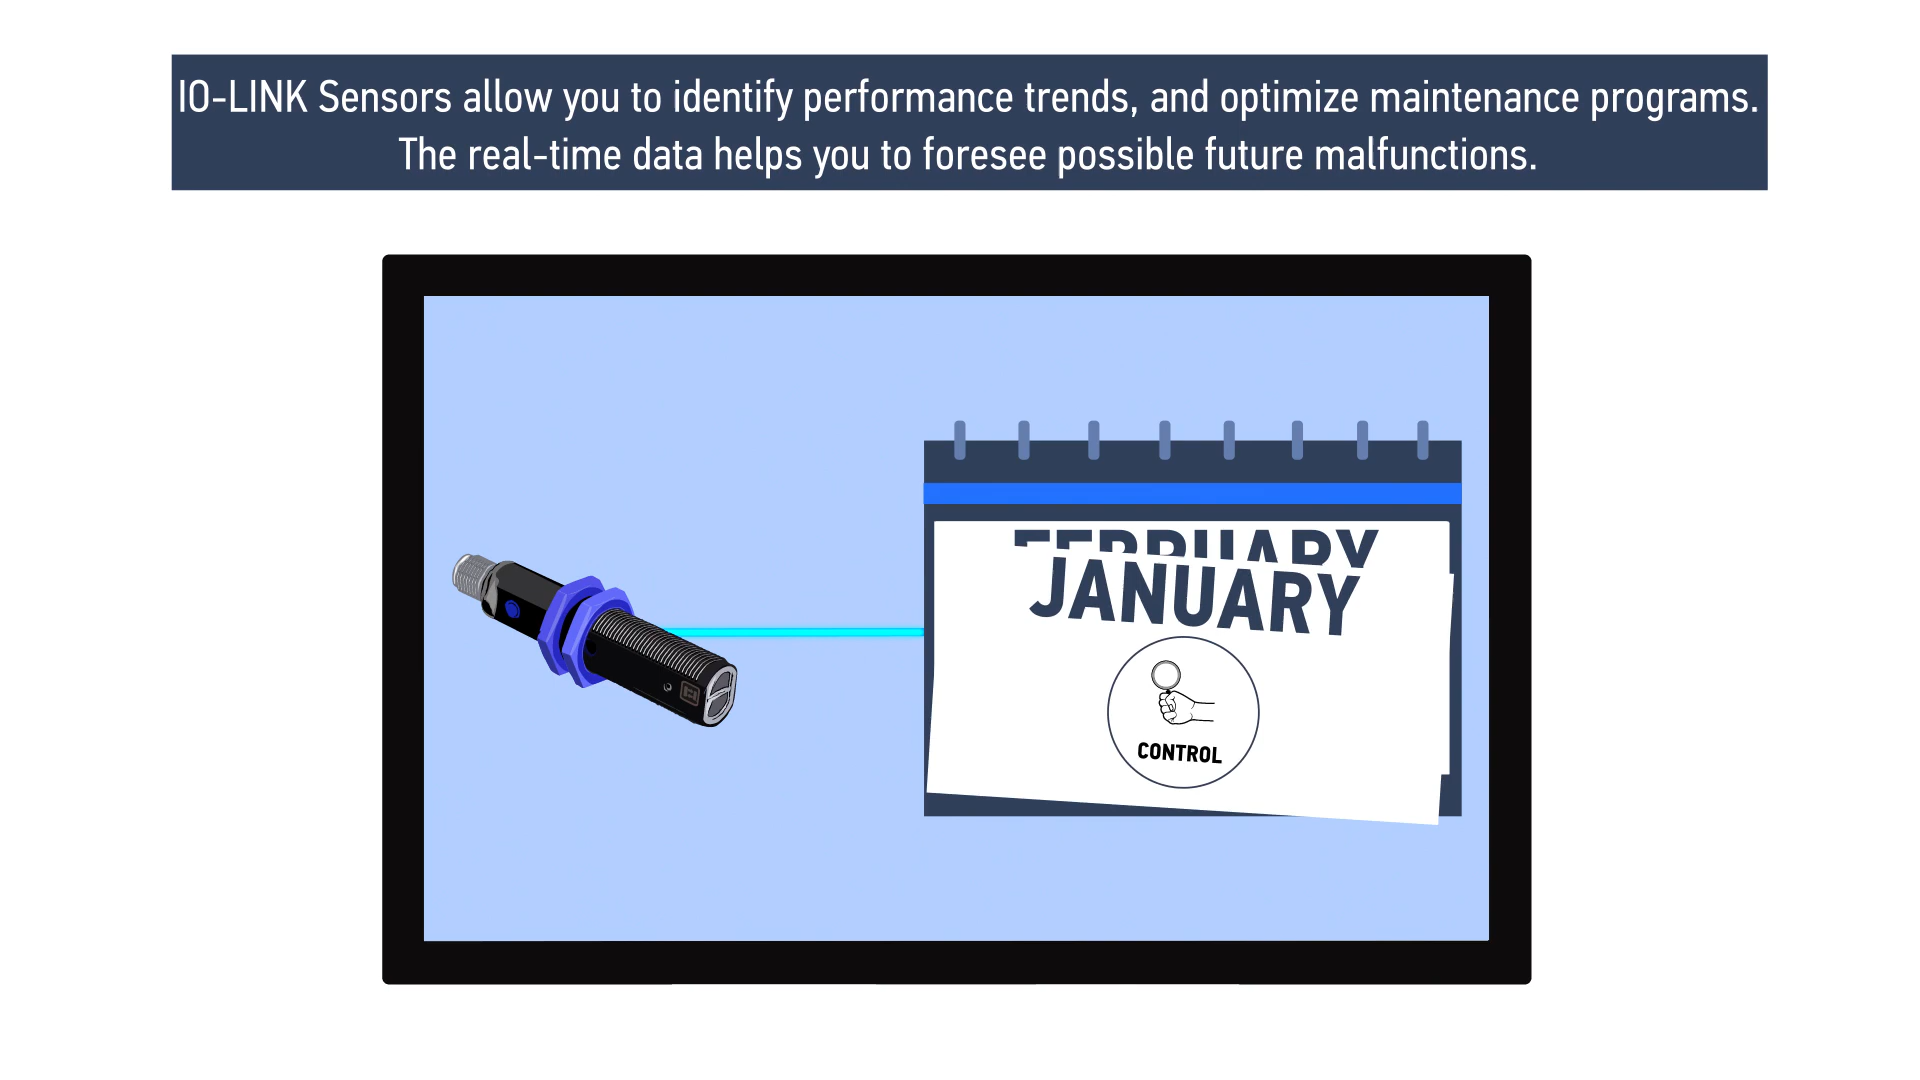 IO-LINK Sensors allow you to identify performance trends, and optimize maintenance programs.
The real-time data helps you to foresee possible future malfunctions.
FEBRUARY
JANUARY
CONTROL